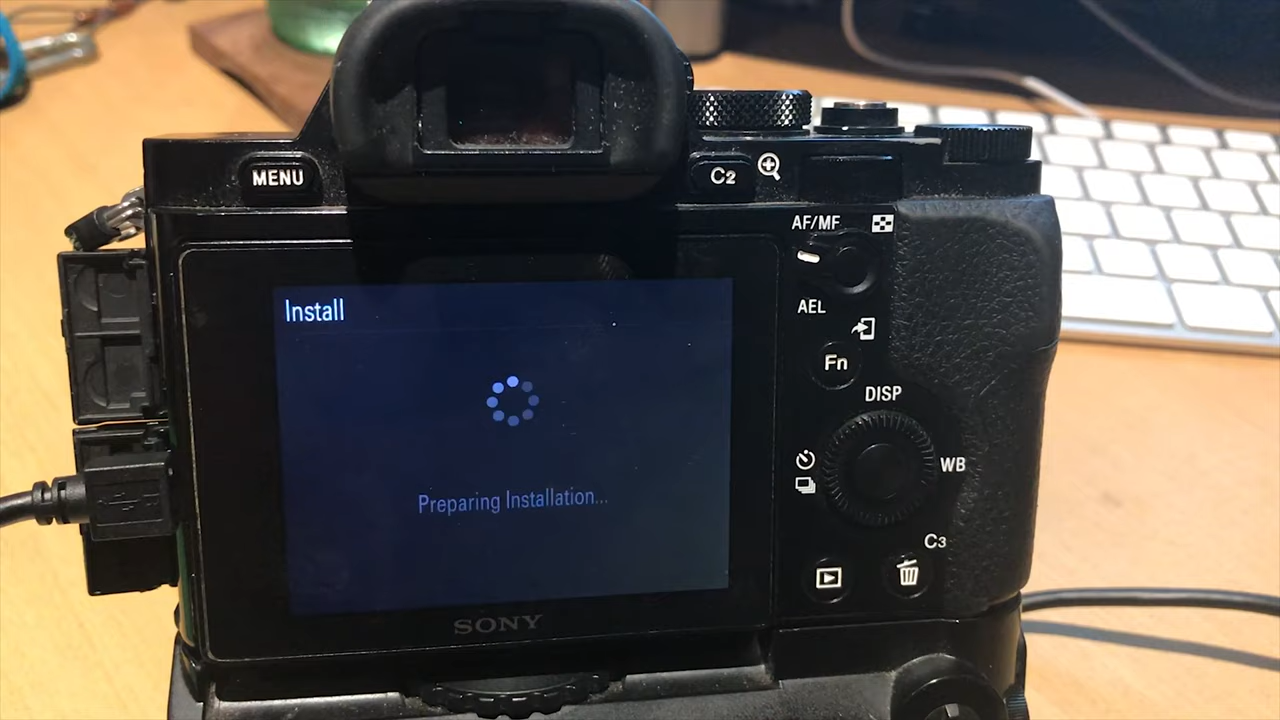 MENU
C2
AF/MF
Install
AEL
Fn
DISP
WB
Preparing Installation...
C3
SONY